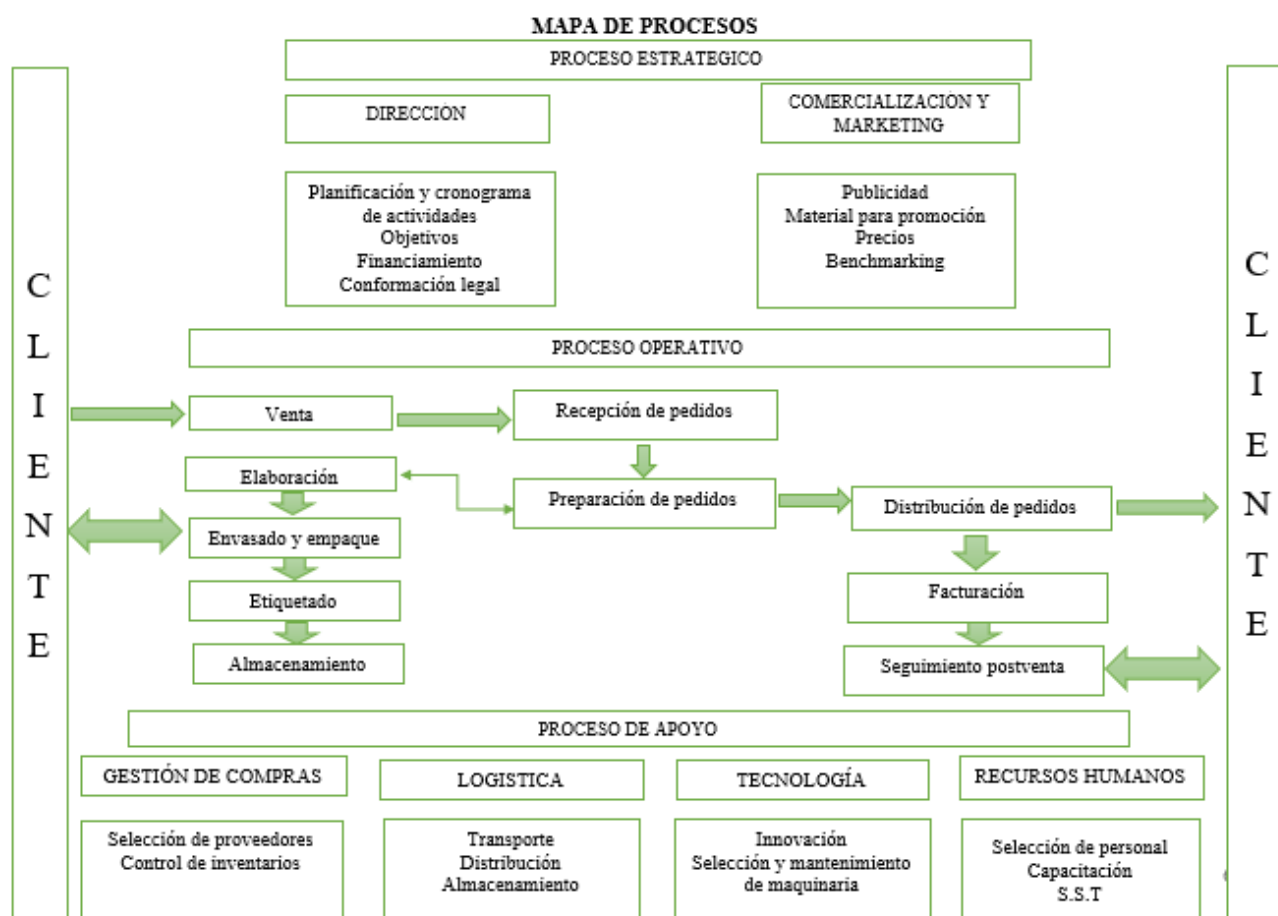 MAPA DE PROCESOS
PROCESO ESTRATEGICO
DIRECCIÓN
COMERCIALIZACIÓN Y
MARKETING
Planificación y cronograma
de actividades
Objetivos
Financiamiento
Conformación legal
Publicidad
Material para promoción
Precios
Benchmarking
C
L
I
E
N
T
E
PROCESO OPERATIVO
Venta
Recepción de pedidos
Elaboración
Preparación de pedidos
Distribución de pedidos
Envasado y empaque
Etiquetado
Facturación
Almacenamiento
Seguimiento postventa
C
L
I
E
N
T
E
PROCESO DE APOYO
GESTIÓN DE COMPRAS
LOGISTICA
TECNOLOGÍA
RECURSOS HUMANOS
Selección de proveedores
Control de inventarios
Transporte
Distribución
Almacenamiento
Innovación
Selección y mantenimiento
de maquinaria
Selección de personal
Capacitación
S.S.T